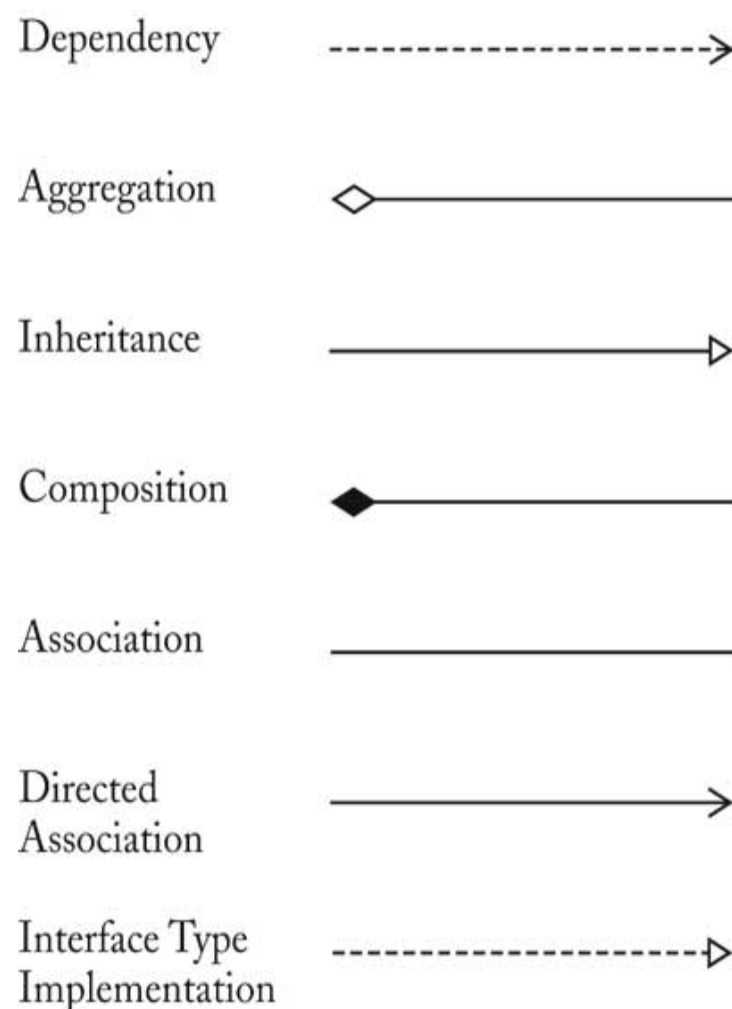 Dependency
Aggregation
Inheritance
Composition
Association
Directed
Association
Interface Type
Implementation